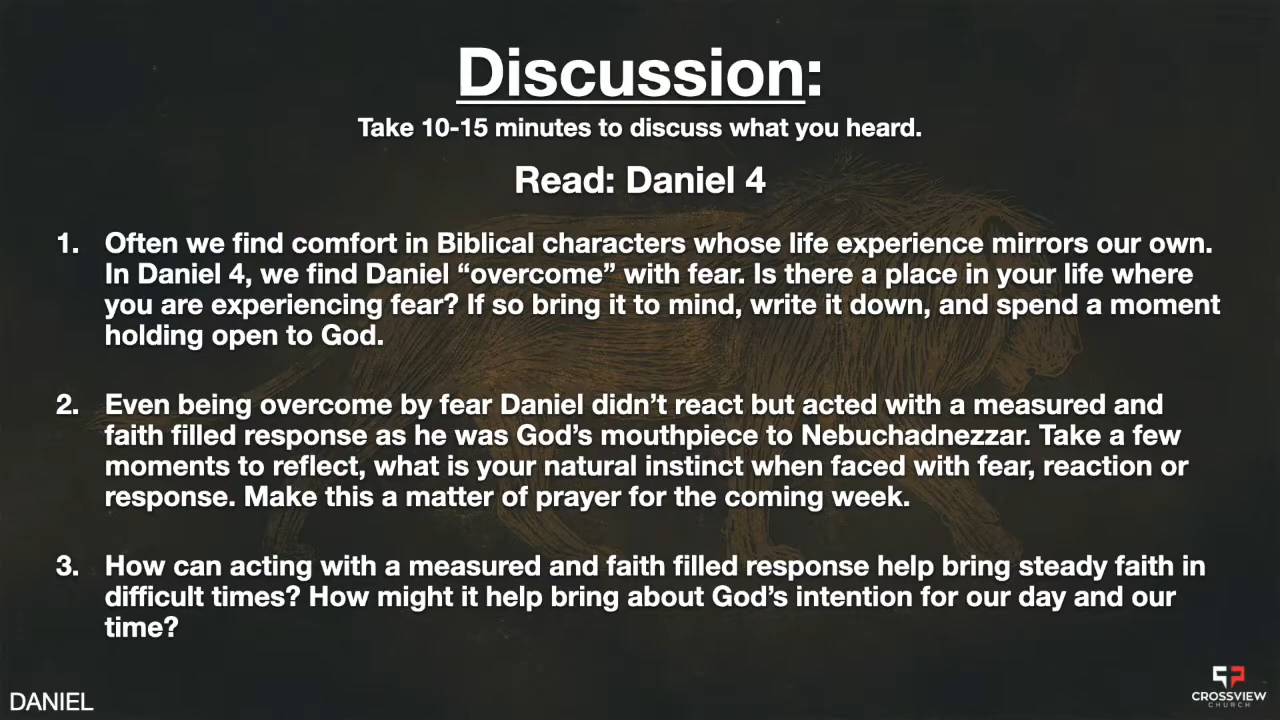 Discussion:
Take 10-15 minutes to discuss what you heard.
Read: Daniel 4
1. Often we find comfort in Biblical characters whose life experience mirrors our own.
In Daniel 4, we find Daniel “overcome” with fear. Is there a place in your life where
you are experiencing fear? If so bring it to mind, write it down, and spend a moment
holding open to God.
2. Even being overcome by fear Daniel didn’t react but acted with a measured and
faith filled response as he was God’s mouthpiece to Nebuchadnezzar. Take a few
moments to reflect, what is your natural instinct when faced with fear, reaction or
response. Make this a matter of prayer for the coming week.
3. How can acting with a measured and faith filled response help bring steady faith in
difficult times? How might it help bring about God’s intention for our day and our
time?
DANIEL
CROSSVIEW
CHURCH